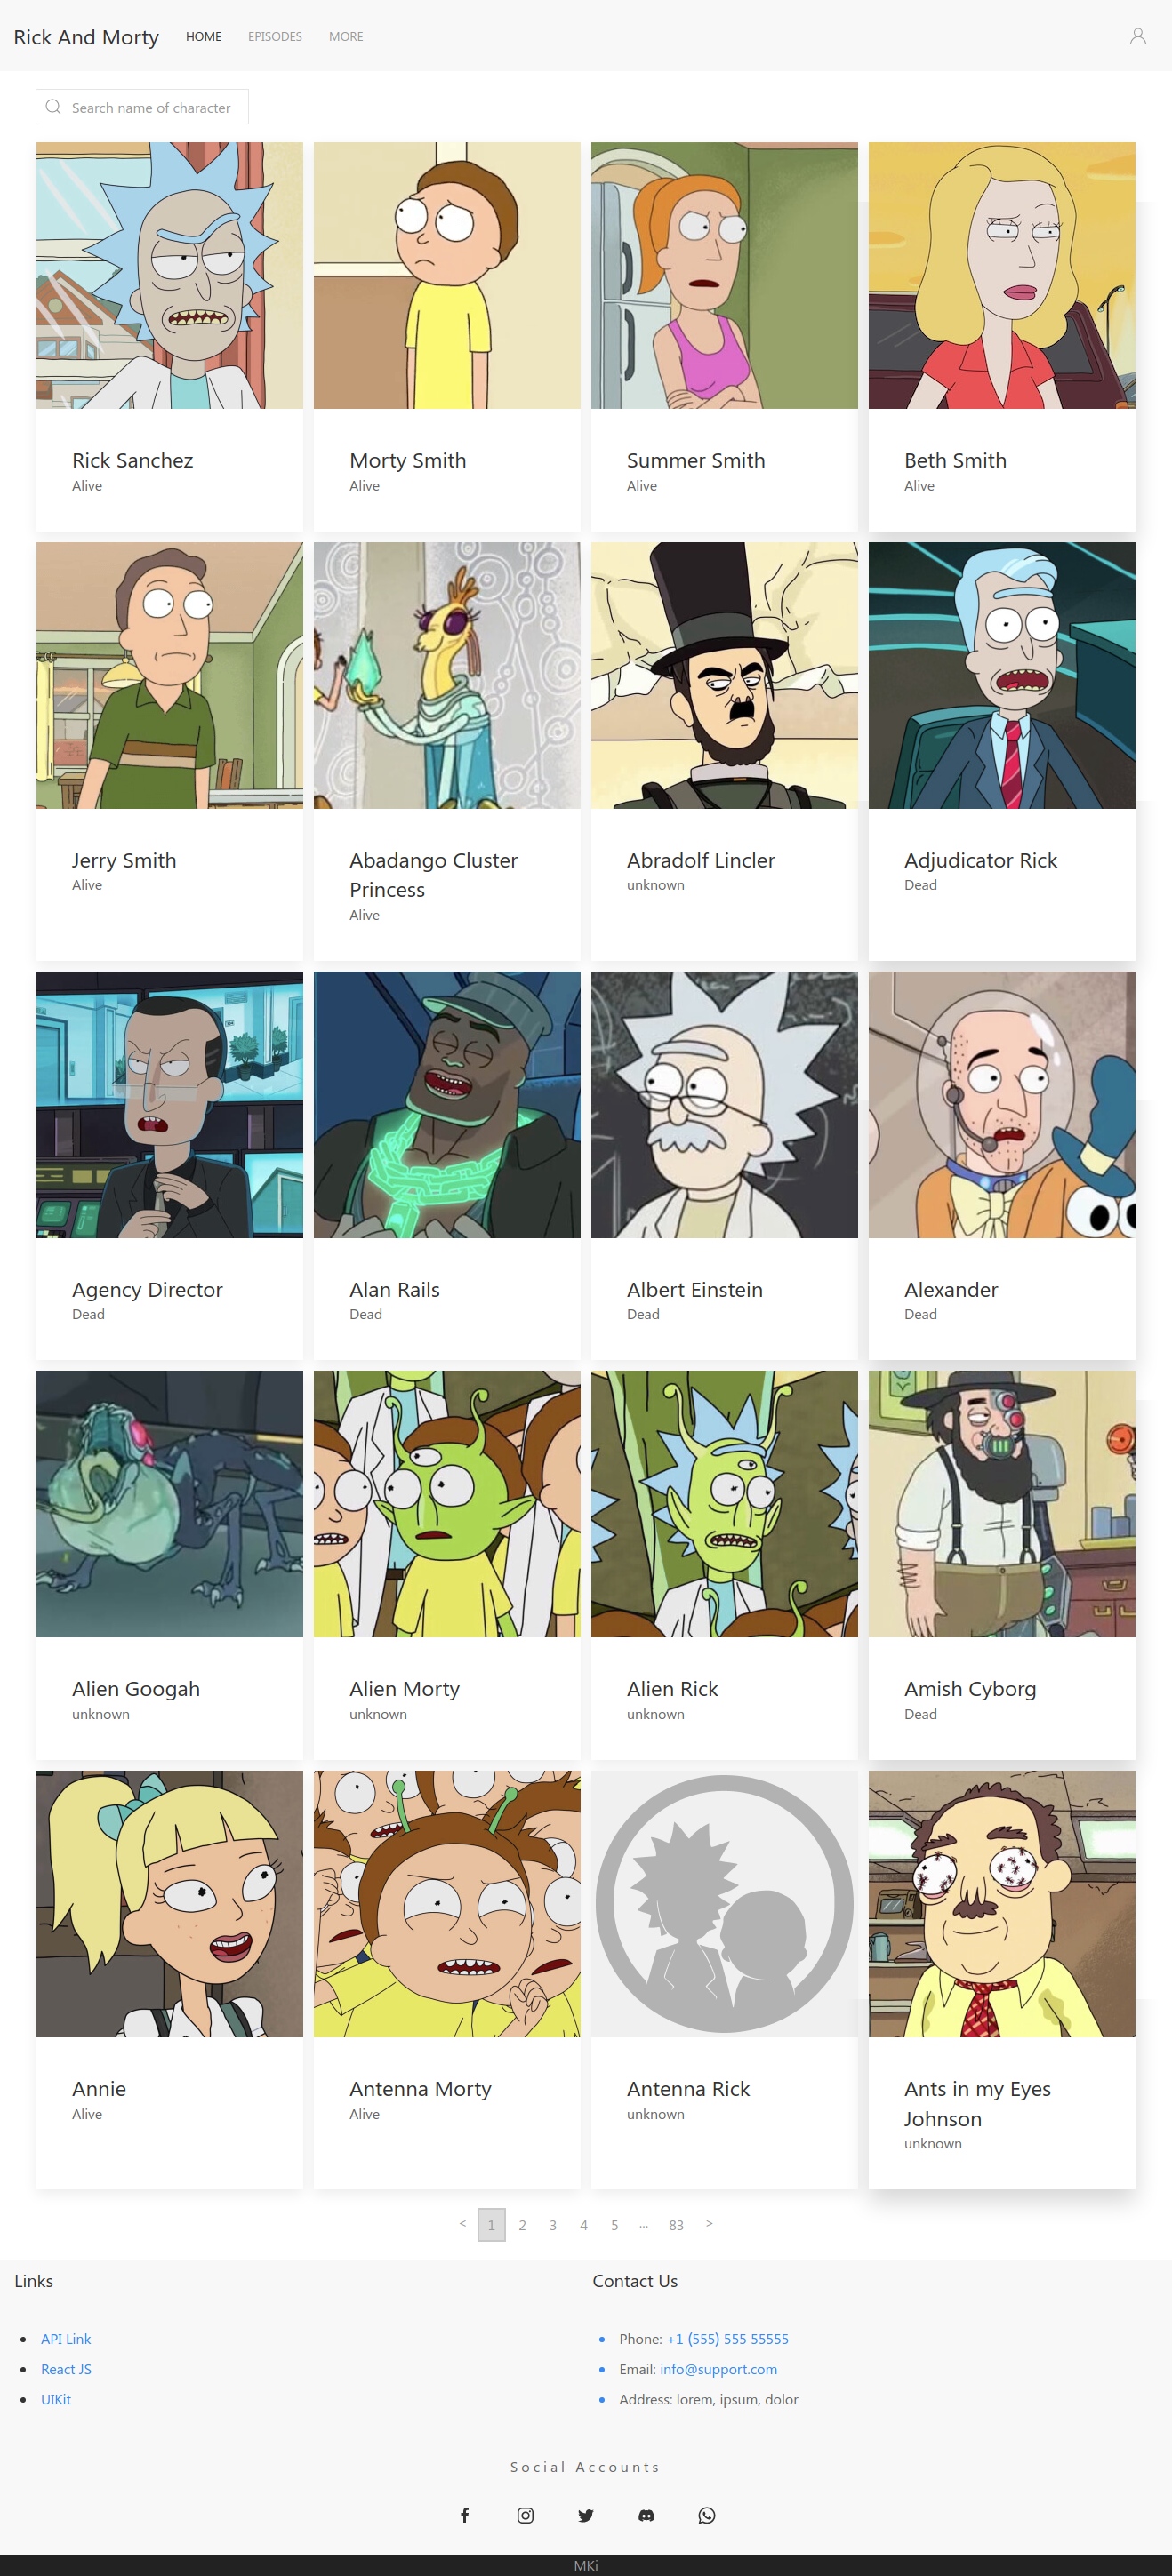 Rick And Morty HOME EPISODES MORE
Search name of character
Rick Sanchez
Alive
Morty Smith
Alive
Summer Smith
Alive
Beth Smith
Alive
Jerry Smith
Alive
Abadango Cluster
Princess
Alive
Abradolf Lincler
unknown
Adjudicator Rick
Dead
Agency Director
Dead
Alan Rails
Dead
Albert Einstein
Dead
Alexander
Dead
Alien Googah
unknown
Alien Morty
unknown
Alien Rick
unknown
Amish Cyborg
Dead
Annie
Alive
Antenna Morty
Alive
Antenna Rick
unknown
Ants in my Eyes
Johnson
unknown
< 1 2 3 4 5 ... 83 >
Links
API Link
React JS
UIKit
Contact Us
Phone: +1 (555) 555 55555
Email: info@support.com
Address: lorem, ipsum, dolor
Social Accounts
MKi